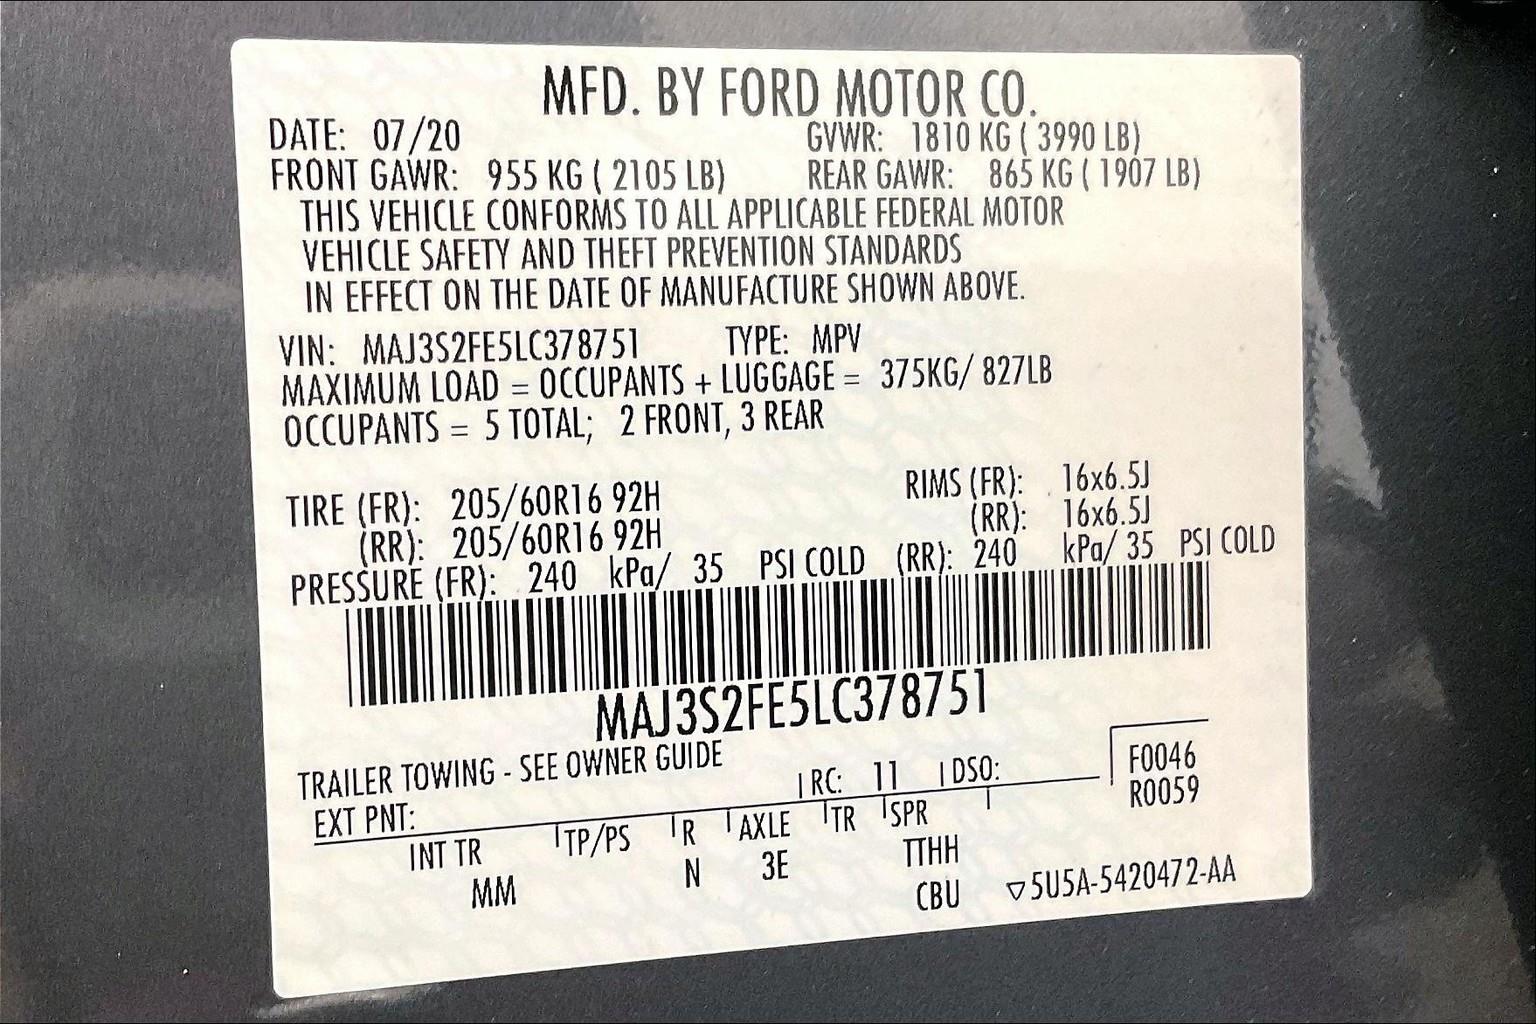 MFD. BY FORD MOTOR CO.
DATE: 07/20 GVWR: 1810 KG ( 3990 LB)
FRONT GAWR: 955 KG ( 2105 LB) REAR GAWR: 865 KG ( 1907 LB)
THIS VEHICLE CONFORMS TO ALL APPLICABLE FEDERAL MOTOR
VEHICLE SAFETY AND THEFT PREVENTION STANDARDS
IN EFFECT ON THE DATE OF MANUFACTURE SHOWN ABOVE.
VIN: MAJ3S2FE5LC378751 TYPE: MPV
MAXIMUM LOAD = OCCUPANTS + LUGGAGE = 375KG/ 827LB
OCCUPANTS = 5 TOTAL; 2 FRONT, 3 REAR
TIRE (FR): 205/60R16 92H RIMS (FR): 16x6.5J
(RR): 205/60R16 92H (RR): 16x6.5J
PRESSURE (FR): 240 kPa/ 35 PSI COLD (RR): 240 kPa/ 35 PSI COLD
MAJ3S2FE5LC378751
TRAILER TOWING - SEE OWNER GUIDE
EXT PNT: RC: 11 DSO: F0046
R0059
INT TR TP/PS R AXLE TR SPR
MM N 3E TTHH
CBU ▽5U5A-5420472-AA